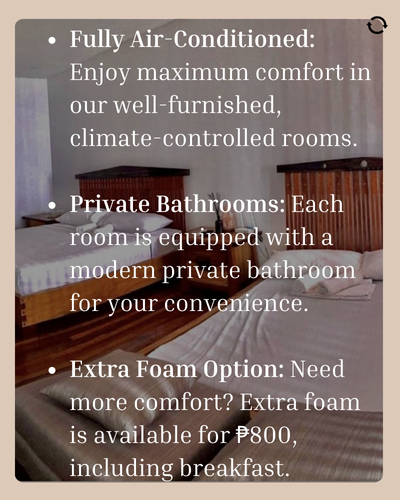 • Fully Air-Conditioned:
Enjoy maximum comfort in
our well-furnished,
climate-controlled rooms.
• Private Bathrooms: Each
room is equipped with a
modern private bathroom
for your convenience.
• Extra Foam Option: Need
more comfort? Extra foam
is available for ₱800,
including breakfast.